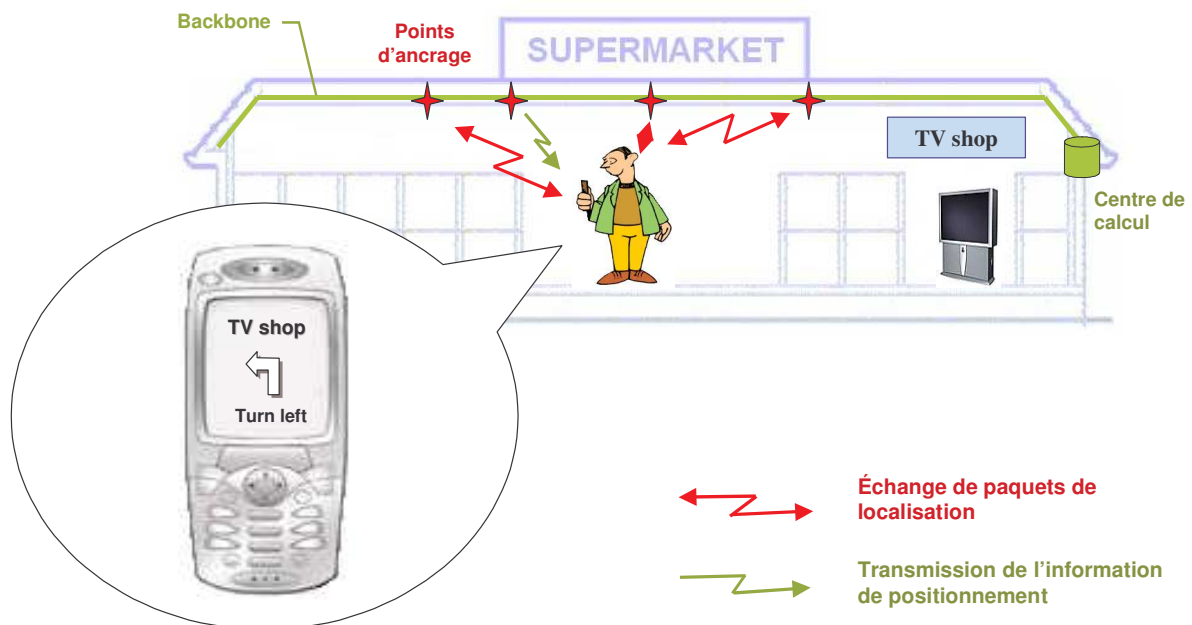 Backbone
Points
d'ancrage
SUPERMARKET
TV shop
Centre de
calcul
TV shop
Turn left
Échange de paquets de
localisation
Transmission de l'information
de positionnement